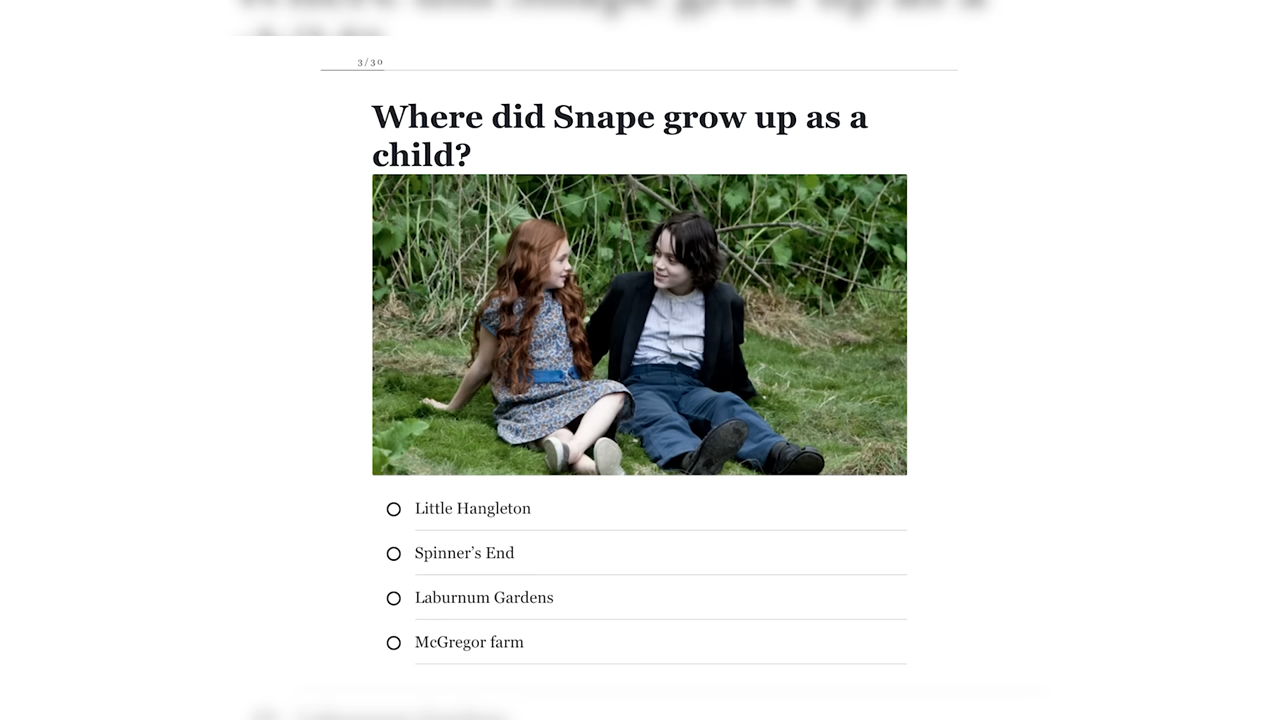 3/30
Where did Snape grow up as a
child?
Little Hangleton
Spinner's End
Laburnum Gardens
McGregor farm